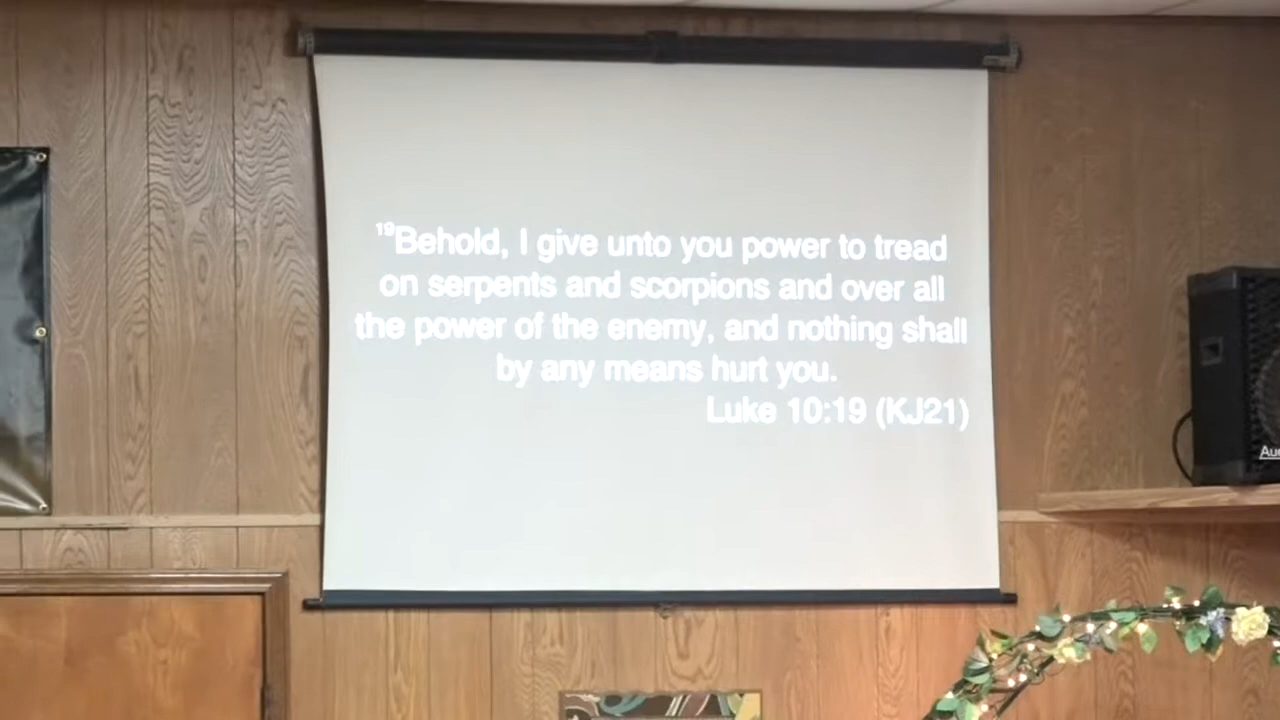 ¹⁹Behold, I give unto you power to tread
on serpents and scorpions and over all
the power of the enemy, and nothing shall
by any means hurt you.
Luke 10:19 (KJ21)